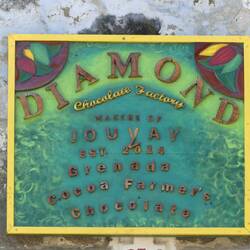 DIAMOND
Chocolate Factory
MAKERS OF
JOUVAY
EST. 2014
Grenada
Cocoa Farmer's
Chocolate